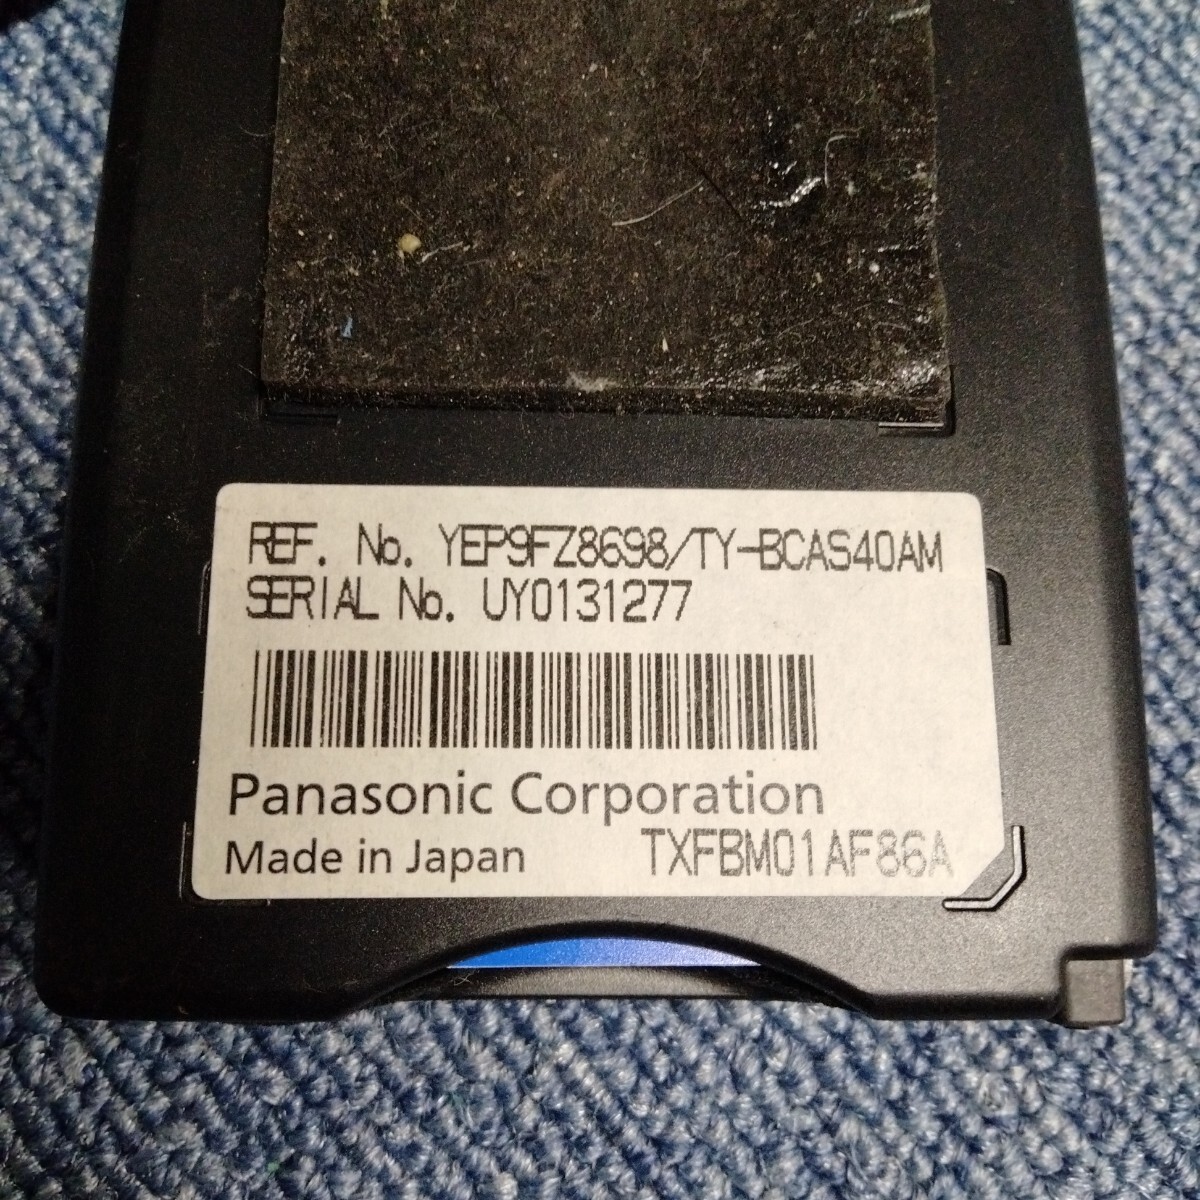 REF. No. YEP9FZ8698/TY-BCAS40AM
SERIAL No. UY0131277
Panasonic Corporation
Made in Japan TXFBM01AF86A